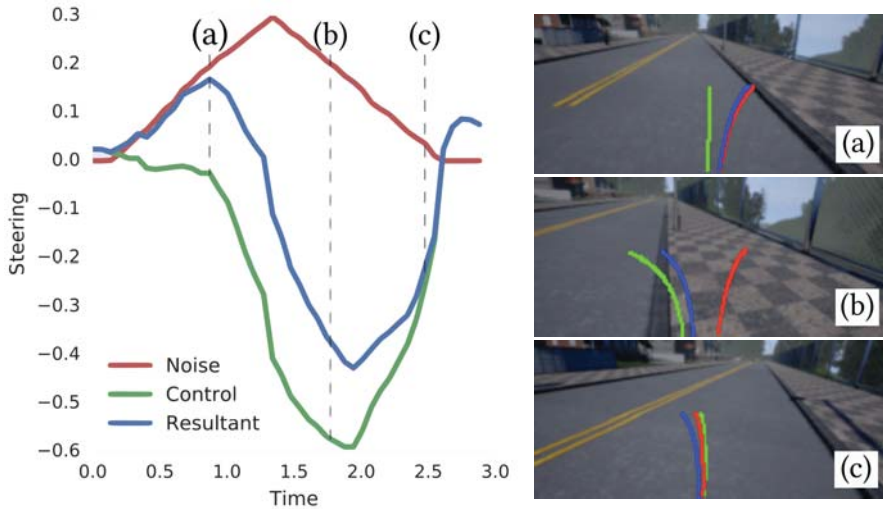 0.3
0.2
0.1
0.0
−0.1
−0.2
−0.3
−0.4
−0.5
−0.6
Steering
(a)
(b)
(c)
Noise
Control
Resultant
0.0 0.5 1.0 1.5 2.0 2.5 3.0
Time
(a)
(b)
(c)